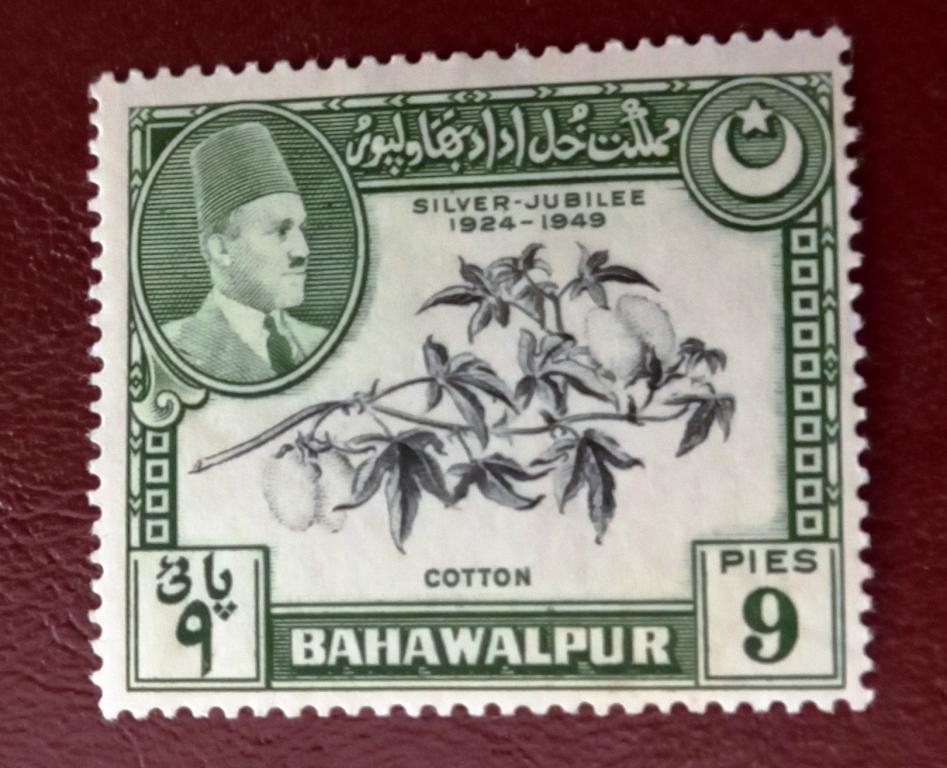 مملکت خداداد بہاولپور
SILVER-JUBILEE
1924-1949
COTTON
پائی
۹
PIES
9
BAHAWALPUR